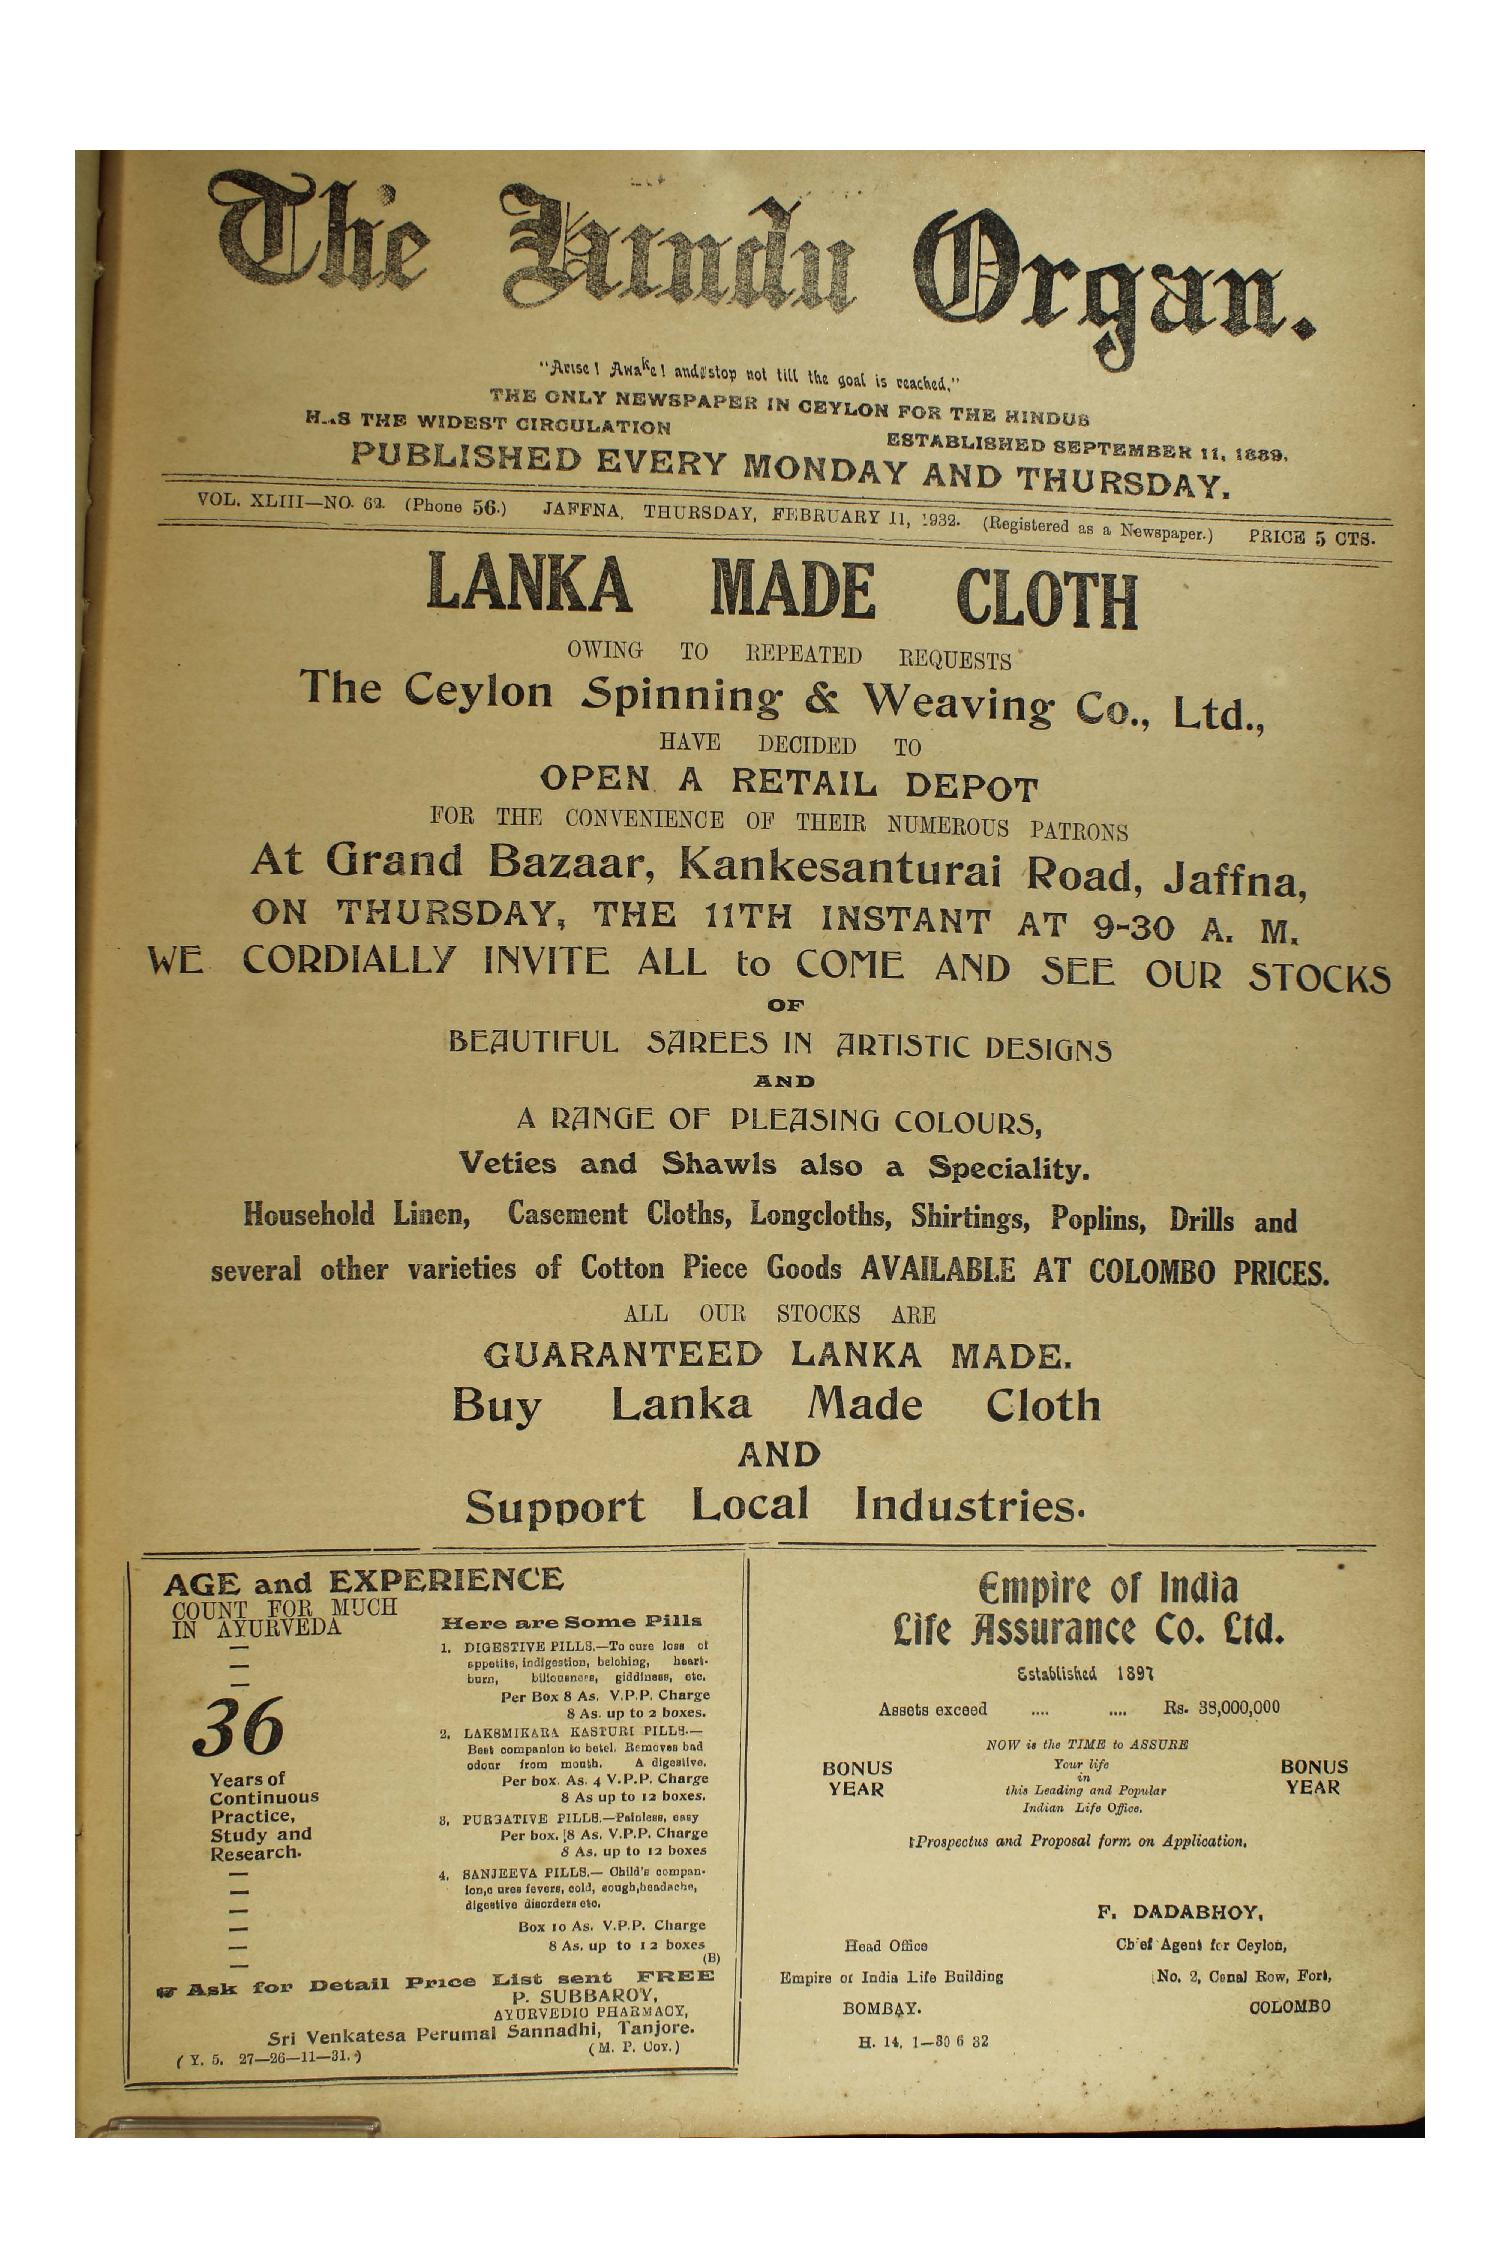 The Hindu Organ.
"Arise! Awake! and stop not till the goal is reached."
THE ONLY NEWSPAPER IN CEYLON FOR THE HINDUS
HAS THE WIDEST CIRCULATION
ESTABLISHED SEPTEMBER 11, 1889.
PUBLISHED EVERY MONDAY AND THURSDAY.
VOL. XLIII—NO. 62. (Phone 56.) JAFFNA, THURSDAY, FEBRUARY 11, 1932. (Registered as a Newspaper.) PRICE 5 CTS.
LANKA MADE CLOTH
OWING TO REPEATED REQUESTS
The Ceylon Spinning & Weaving Co., Ltd.,
HAVE DECIDED TO
OPEN A RETAIL DEPOT
FOR THE CONVENIENCE OF THEIR NUMEROUS PATRONS
At Grand Bazaar, Kankesanturai Road, Jaffna,
ON THURSDAY, THE 11TH INSTANT AT 9-30 A. M.
WE CORDIALLY INVITE ALL to COME AND SEE OUR STOCKS
OF
BEAUTIFUL SAREES IN ARTISTIC DESIGNS
AND
A RANGE OF PLEASING COLOURS,
Veties and Shawls also a Speciality.
Household Linen, Casement Cloths, Longcloths, Shirtings, Poplins, Drills and
several other varieties of Cotton Piece Goods AVAILABLE AT COLOMBO PRICES.
ALL OUR STOCKS ARE
GUARANTEED LANKA MADE.
Buy Lanka Made Cloth
AND
Support Local Industries.
AGE and EXPERIENCE
COUNT FOR MUCH
IN AYURVEDA
36
Years of
Continuous
Practice,
Study and
Research.
Here are Some Pills
1. DIGESTIVE PILLS.—To cure loss of
appetite, indigestion, belching, heart-
burn, biliousness, giddiness, etc.
Per Box 8 As. V.P.P. Charge
8 As. up to 2 boxes.
2. LAKSMIKARA KASTURI PILLS.—
Best companion to betel. Removes bad
odour from mouth. A digestive.
Per box. As. 4 V.P.P. Charge
8 As up to 12 boxes.
3. PURGATIVE PILLS.—Painless, easy
Per box. 8 As. V.P.P. Charge
8 As. up to 12 boxes
4. SANJEEVA PILLS.— Child's compan-
ion,c ures fevers, cold, cough,headache,
digestive disorders etc.
Box 10 As. V.P.P. Charge
8 As. up to 12 boxes
(B)
☞ Ask for Detail Price List sent FREE
P. SUBBAROY,
AYURVEDIC PHARMACY,
Sri Venkatesa Perumal Sannadhi, Tanjore.
(Y. 5. 27—26—11—31.) (M. P. Cov.)
Empire of India
Life Assurance Co. Ltd.
Established 1897
Assets exceed .... .... Rs. 38,000,000
NOW is the TIME to ASSURE
BONUS
YEAR
Your life
in
this Leading and Popular
Indian Life Office.
BONUS
YEAR
Prospectus and Proposal form on Application.
F. DADABHOY,
Head Office Chief Agent for Ceylon,
Empire of India Life Building No. 2, Canal Row, Fort,
BOMBAY. COLOMBO
H. 14. 1—30 6 32